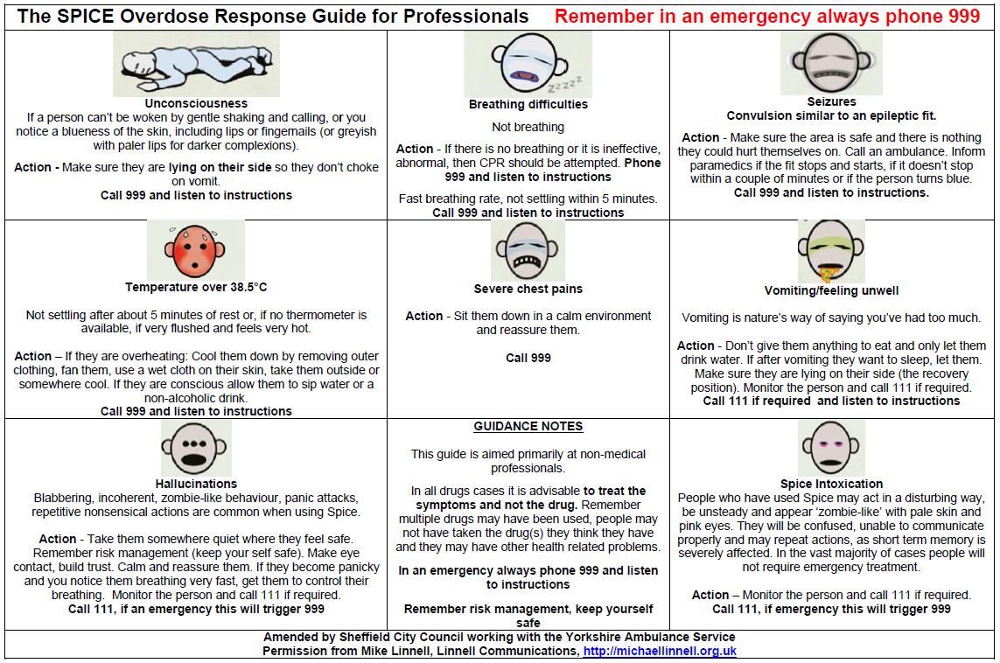 The SPICE Overdose Response Guide for Professionals Remember in an emergency always phone 999
Unconsciousness
If a person can't be woken by gentle shaking and calling, or you
notice a blueness of the skin, including lips or fingernails (or greyish
with paler lips for darker complexions).
Action - Make sure they are lying on their side so they don't choke
on vomit.
Call 999 and listen to instructions
zzzzz
Breathing difficulties
Not breathing
Action - If there is no breathing or it is ineffective,
abnormal, then CPR should be attempted. Phone
999 and listen to instructions
Fast breathing rate, not settling within 5 minutes.
Call 999 and listen to instructions
Seizures
Convulsion similar to an epileptic fit.
Action - Make sure the area is safe and there is nothing
they could hurt themselves on. Call an ambulance. Inform
paramedics if the fit stops and starts, if it doesn't stop
within a couple of minutes or if the person turns blue.
Call 999 and listen to instructions.
Temperature over 38.5°C
Not settling after about 5 minutes of rest or, if no thermometer is
available, if very flushed and feels very hot.
Action – If they are overheating: Cool them down by removing outer
clothing, fan them, use a wet cloth on their skin, take them outside or
somewhere cool. If they are conscious allow them to sip water or a
non-alcoholic drink.
Call 999 and listen to instructions
Severe chest pains
Action - Sit them down in a calm environment
and reassure them.
Call 999
Vomiting/feeling unwell
Vomiting is nature's way of saying you've had too much.
Action - Don't give them anything to eat and only let them
drink water. If after vomiting they want to sleep, let them.
Make sure they are lying on their side (the recovery
position). Monitor the person and call 111 if required.
Call 111 if required and listen to instructions
Hallucinations
Blabbering, incoherent, zombie-like behaviour, panic attacks,
repetitive nonsensical actions are common when using Spice.
Action - Take them somewhere quiet where they feel safe.
Remember risk management (keep your self safe). Make eye
contact, build trust. Calm and reassure them. If they become panicky
and you notice them breathing very fast, get them to control their
breathing. Monitor the person and call 111 if required.
Call 111, if an emergency this will trigger 999
GUIDANCE NOTES
This guide is aimed primarily at non-medical
professionals.
In all drugs cases it is advisable to treat the
symptoms and not the drug. Remember
multiple drugs may have been used, people may
not have taken the drug(s) they think they have
and they may have other health related problems.
In an emergency always phone 999 and listen
to instructions
Remember risk management, keep yourself
safe
Spice Intoxication
People who have used Spice may act in a disturbing way,
be unsteady and appear 'zombie-like' with pale skin and
pink eyes. They will be confused, unable to communicate
properly and may repeat actions, as short term memory is
severely affected. In the vast majority of cases people will
not require emergency treatment.
Action – Monitor the person and call 111 if required.
Call 111, if emergency this will trigger 999
Amended by Sheffield City Council working with the Yorkshire Ambulance Service
Permission from Mike Linnell, Linnell Communications, http://michaellinnell.org.uk